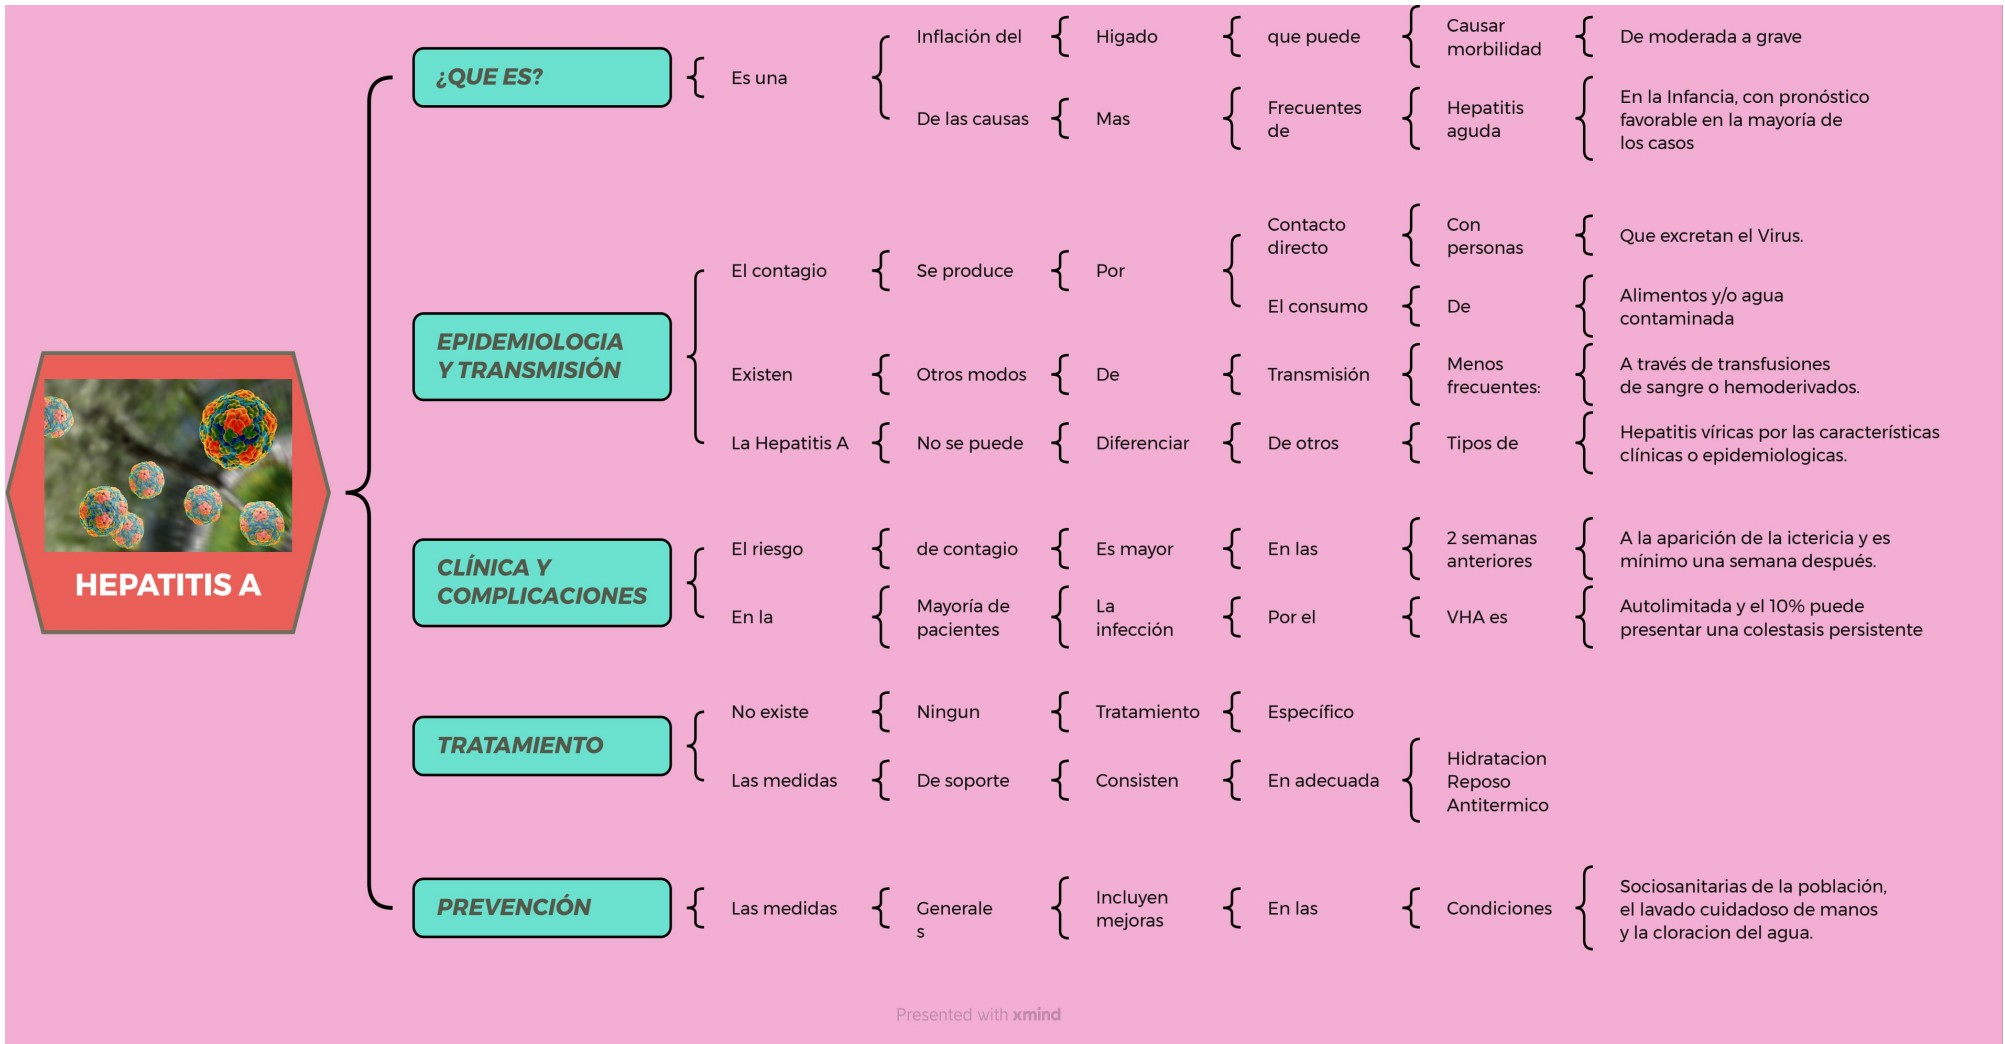 HEPATITIS A
¿QUE ES?
Es una
Inflación del
Higado
que puede
Causar
morbilidad
De moderada a grave
De las causas
Mas
Frecuentes
de
Hepatitis
aguda
En la Infancia, con pronóstico
favorable en la mayoría de
los casos
EPIDEMIOLOGIA
Y TRANSMISIÓN
El contagio
Se produce
Por
Contacto
directo
Con
personas
Que excretan el Virus.
El consumo
De
Alimentos y/o agua
contaminada
Existen
Otros modos
De
Transmisión
Menos
frecuentes:
A través de transfusiones
de sangre o hemoderivados.
La Hepatitis A
No se puede
Diferenciar
De otros
Tipos de
Hepatitis víricas por las características
clínicas o epidemiologicas.
CLÍNICA Y
COMPLICACIONES
El riesgo
de contagio
Es mayor
En las
2 semanas
anteriores
A la aparición de la ictericia y es
mínimo una semana después.
En la
Mayoría de
pacientes
La
infección
Por el
VHA es
Autolimitada y el 10% puede
presentar una colestasis persistente
TRATAMIENTO
No existe
Ningun
Tratamiento
Específico
Las medidas
De soporte
Consisten
En adecuada
Hidratacion
Reposo
Antitermico
PREVENCIÓN
Las medidas
Generale
s
Incluyen
mejoras
En las
Condiciones
Sociosanitarias de la población,
el lavado cuidadoso de manos
y la cloracion del agua.
Presented with xmind